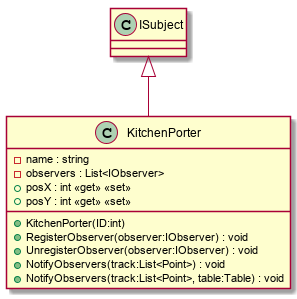 C ISubject
C KitchenPorter
name : string
observers : List<IObserver>
posX : int «get» «set»
posY : int «get» «set»
KitchenPorter(ID:int)
RegisterObserver(observer:IObserver) : void
UnregisterObserver(observer:IObserver) : void
NotifyObservers(track:List<Point>) : void
NotifyObservers(track:List<Point>, table:Table) : void